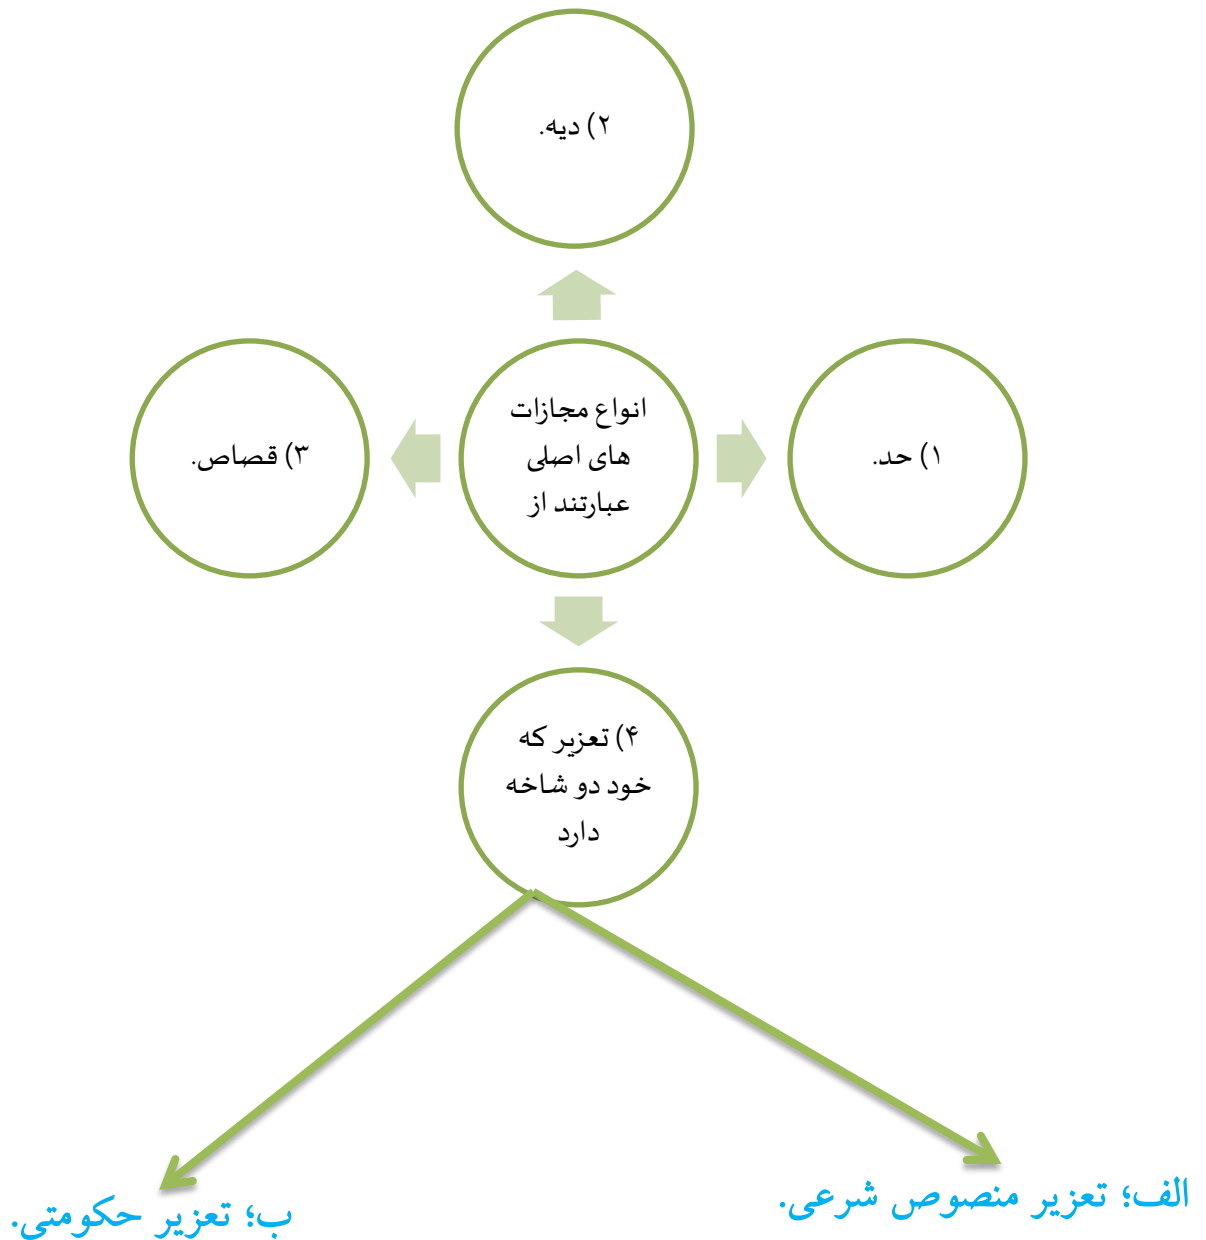 ۲) دیه.
انواع مجازات
های اصلی
عبارتند از
۱) حد.
۳) قصاص.
۴) تعزیر که
خود دو شاخه
دارد
الف؛ تعزیر منصوص شرعی.
ب؛ تعزیر حکومتی.